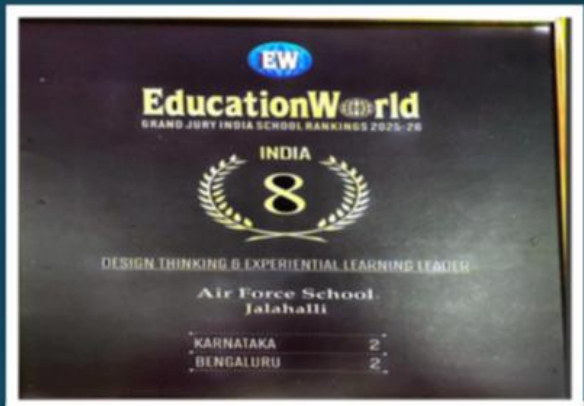 EW
EducationWorld
GRAND JURY INDIA SCHOOL RANKINGS 2025-26
INDIA
8
DESIGN THINKING & EXPERIENTIAL LEARNING LEADER
Air Force School
Jalahalli
KARNATAKA 2
BENGALURU 2